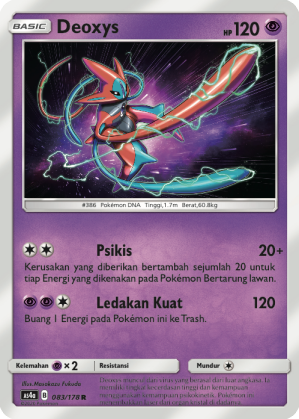 BASIC Deoxys HP 120
#386 Pokémon DNA Tinggi,1.7m Berat,60.8kg
Psikis 20+
Kerusakan yang diberikan bertambah sejumlah 20 untuk
tiap Energi yang dikenakan pada Pokémon Bertarung lawan.
Ledakan Kuat 120
Buang 1 Energi pada Pokémon ini ke Trash.
Kelemahan ×2 Resistansi Mundur
Illus.Masakazu Fukuda
AS4a B 083/178 R